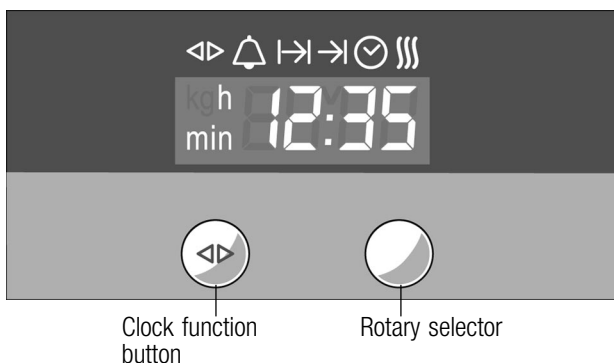 kg h 12:35
min
Clock function
button
Rotary selector